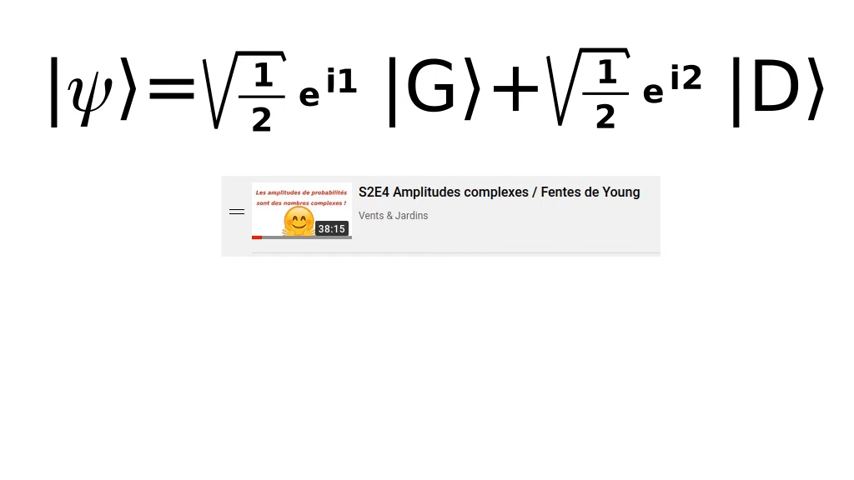 |ψ⟩=√1/2 e^i1 |G⟩+√1/2 e^i2 |D⟩
Les amplitudes de probabilités
sont des nombres complexes !
38:15
S2E4 Amplitudes complexes / Fentes de Young
Vents & Jardins